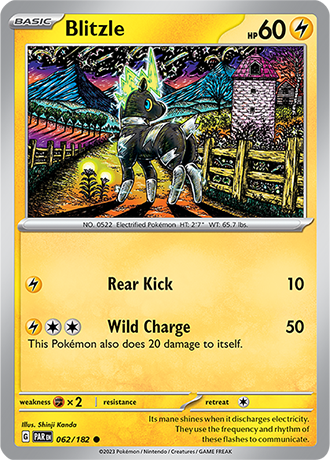 BASIC
Blitzle
HP60
NO. 0522 Electrified Pokémon HT: 2'7" WT: 65.7 lbs.
Rear Kick 10
Wild Charge 50
This Pokémon also does 20 damage to itself.
weakness ×2 resistance retreat
Illus. Shinji Kanda
Its mane shines when it discharges electricity.
They use the frequency and rhythm of
these flashes to communicate.
G PAR EN 062/182
©2023 Pokémon / Nintendo / Creatures / GAME FREAK